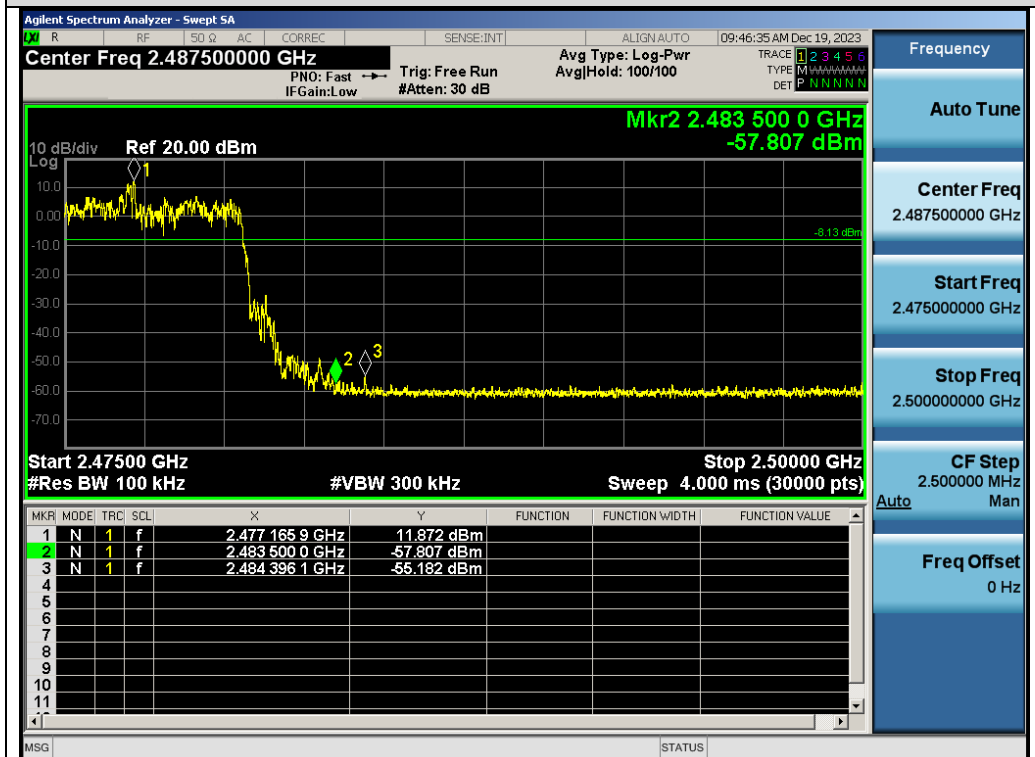 Agilent Spectrum Analyzer - Swept SA
LXI R RF 50 Ω AC CORREC SENSE:INT ALIGN AUTO 09:46:35 AM Dec 19, 2023
Center Freq 2.487500000 GHz
PNO: Fast
IFGain:Low
Trig: Free Run
#Atten: 30 dB
Avg Type: Log-Pwr
Avg|Hold: 100/100
TRACE 1 2 3 4 5 6
TYPE M W W W W W
DET P N N N N N
Mkr2 2.483 500 0 GHz
-57.807 dBm
10 dB/div Ref 20.00 dBm
Log
10.0
0.00
-10.0
-20.0
-30.0
-40.0
-50.0
-60.0
-70.0
1
2
3
-8.13 dBm
Start 2.47500 GHz Stop 2.50000 GHz
#Res BW 100 kHz #VBW 300 kHz Sweep 4.000 ms (30000 pts)
MKR MODE TRC SCL X Y FUNCTION FUNCTION WIDTH FUNCTION VALUE
1 N 1 f 2.477 165 9 GHz 11.872 dBm
2 N 1 f 2.483 500 0 GHz -57.807 dBm
3 N 1 f 2.484 396 1 GHz -55.182 dBm
4
5
6
7
8
9
10
11
MSG STATUS
Frequency
Auto Tune
Center Freq
2.487500000 GHz
Start Freq
2.475000000 GHz
Stop Freq
2.500000000 GHz
CF Step
2.500000 MHz
Auto Man
Freq Offset
0 Hz